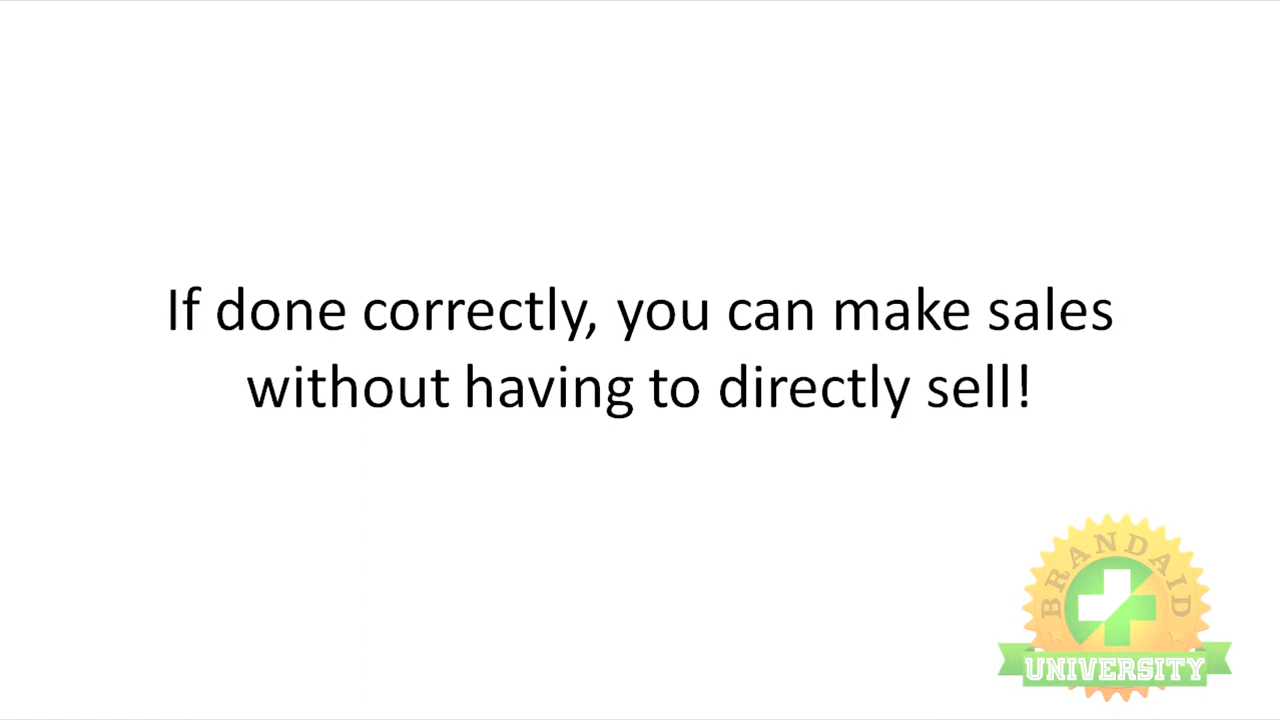 If done correctly, you can make sales
without having to directly sell!
BRANDAID
UNIVERSITY